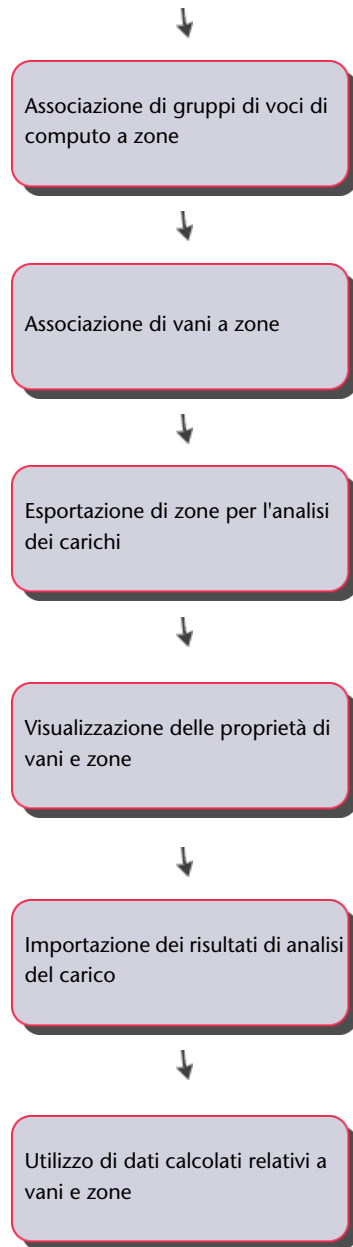 Associazione di gruppi di voci di
computo a zone
Associazione di vani a zone
Esportazione di zone per l'analisi
dei carichi
Visualizzazione delle proprietà di
vani e zone
Importazione dei risultati di analisi
del carico
Utilizzo di dati calcolati relativi a
vani e zone